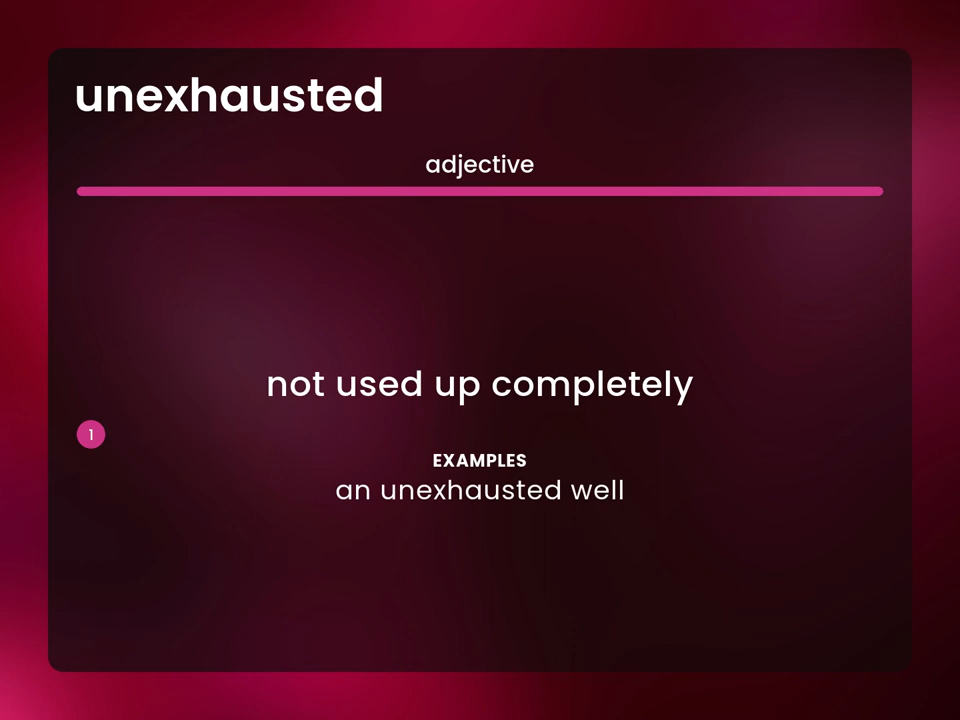 unexhausted
adjective
not used up completely
1
EXAMPLES
an unexhausted well